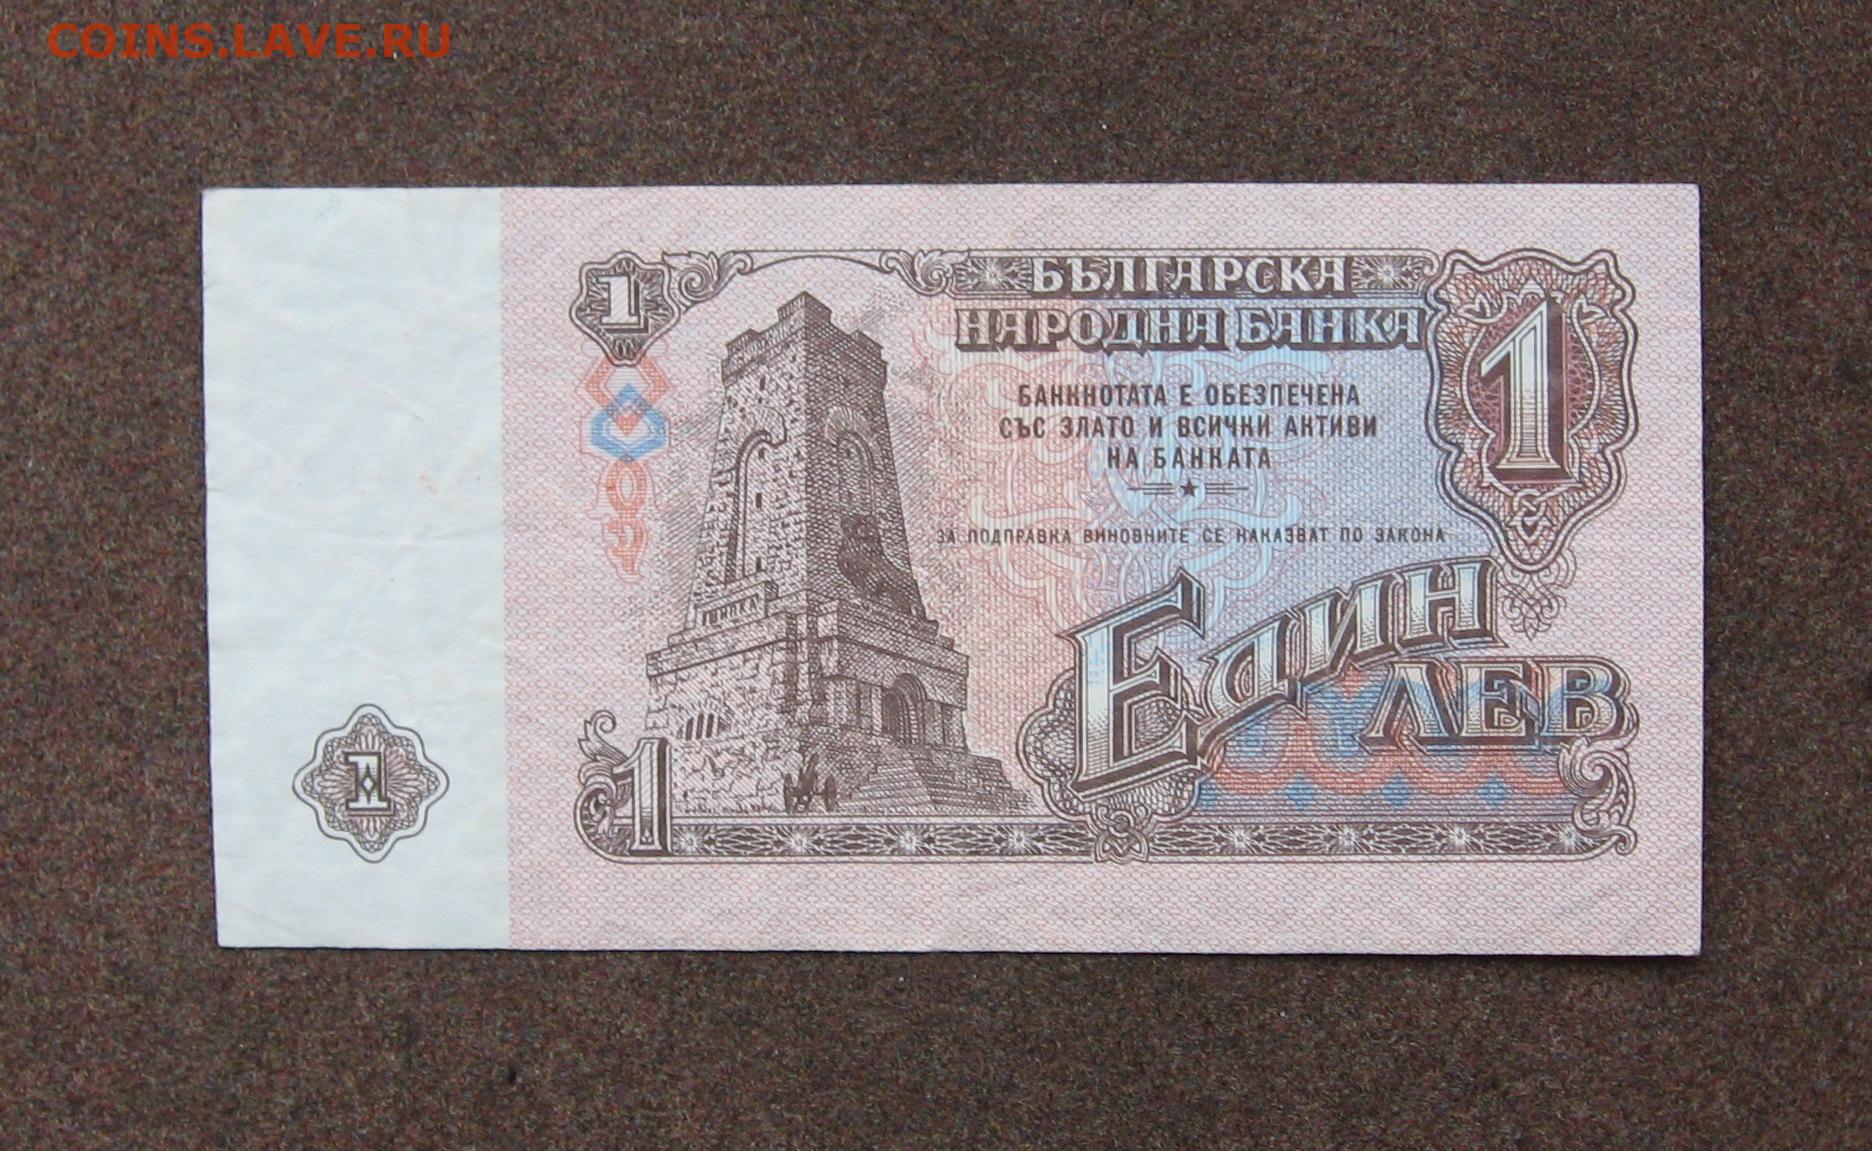 COINS.LAVE.RU
1
БЪЛГАРСКА
НАРОДНА БАНКА
1
БАНКНОТАТА Е ОБЕЗПЕЧЕНА
СЪС ЗЛАТО И ВСИЧКИ АКТИВИ
НА БАНКАТА
ЗА ПОДПРАВКА ВИНОВНИТЕ СЕ НАКАЗВАТ ПО ЗАКОНА
ШИПКА
ЕДИН
ЛЕВ
1
1